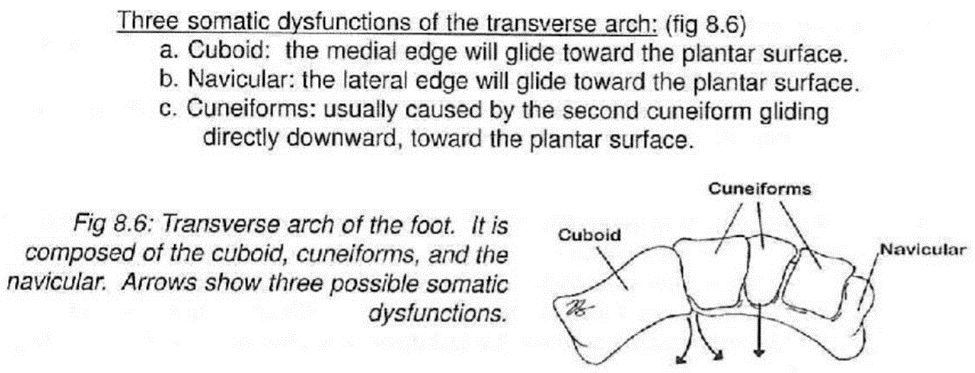 Three somatic dysfunctions of the transverse arch: (fig 8.6)
a. Cuboid: the medial edge will glide toward the plantar surface.
b. Navicular: the lateral edge will glide toward the plantar surface.
c. Cuneiforms: usually caused by the second cuneiform gliding
directly downward, toward the plantar surface.
Fig 8.6: Transverse arch of the foot. It is
composed of the cuboid, cuneiforms, and the
navicular. Arrows show three possible somatic
dysfunctions.
Cuneiforms
Cuboid
Navicular